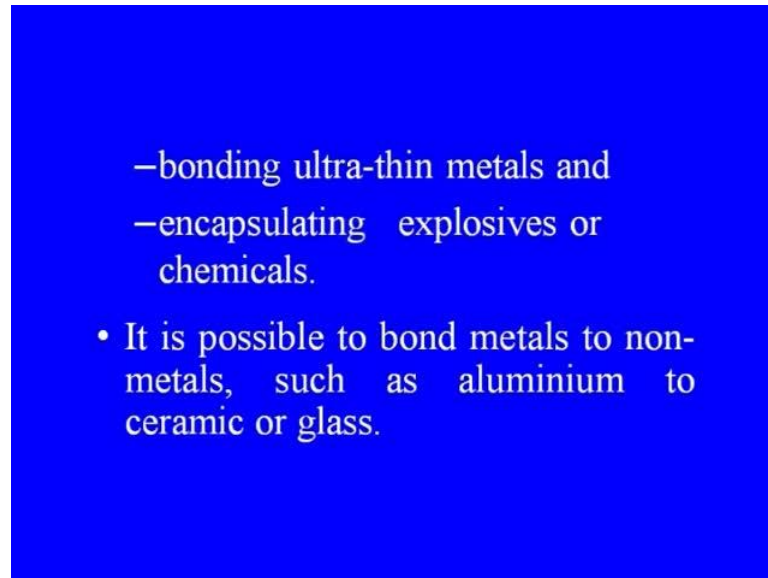 –bonding ultra-thin metals and
–encapsulating explosives or
chemicals.
• It is possible to bond metals to non-
metals, such as aluminium to
ceramic or glass.